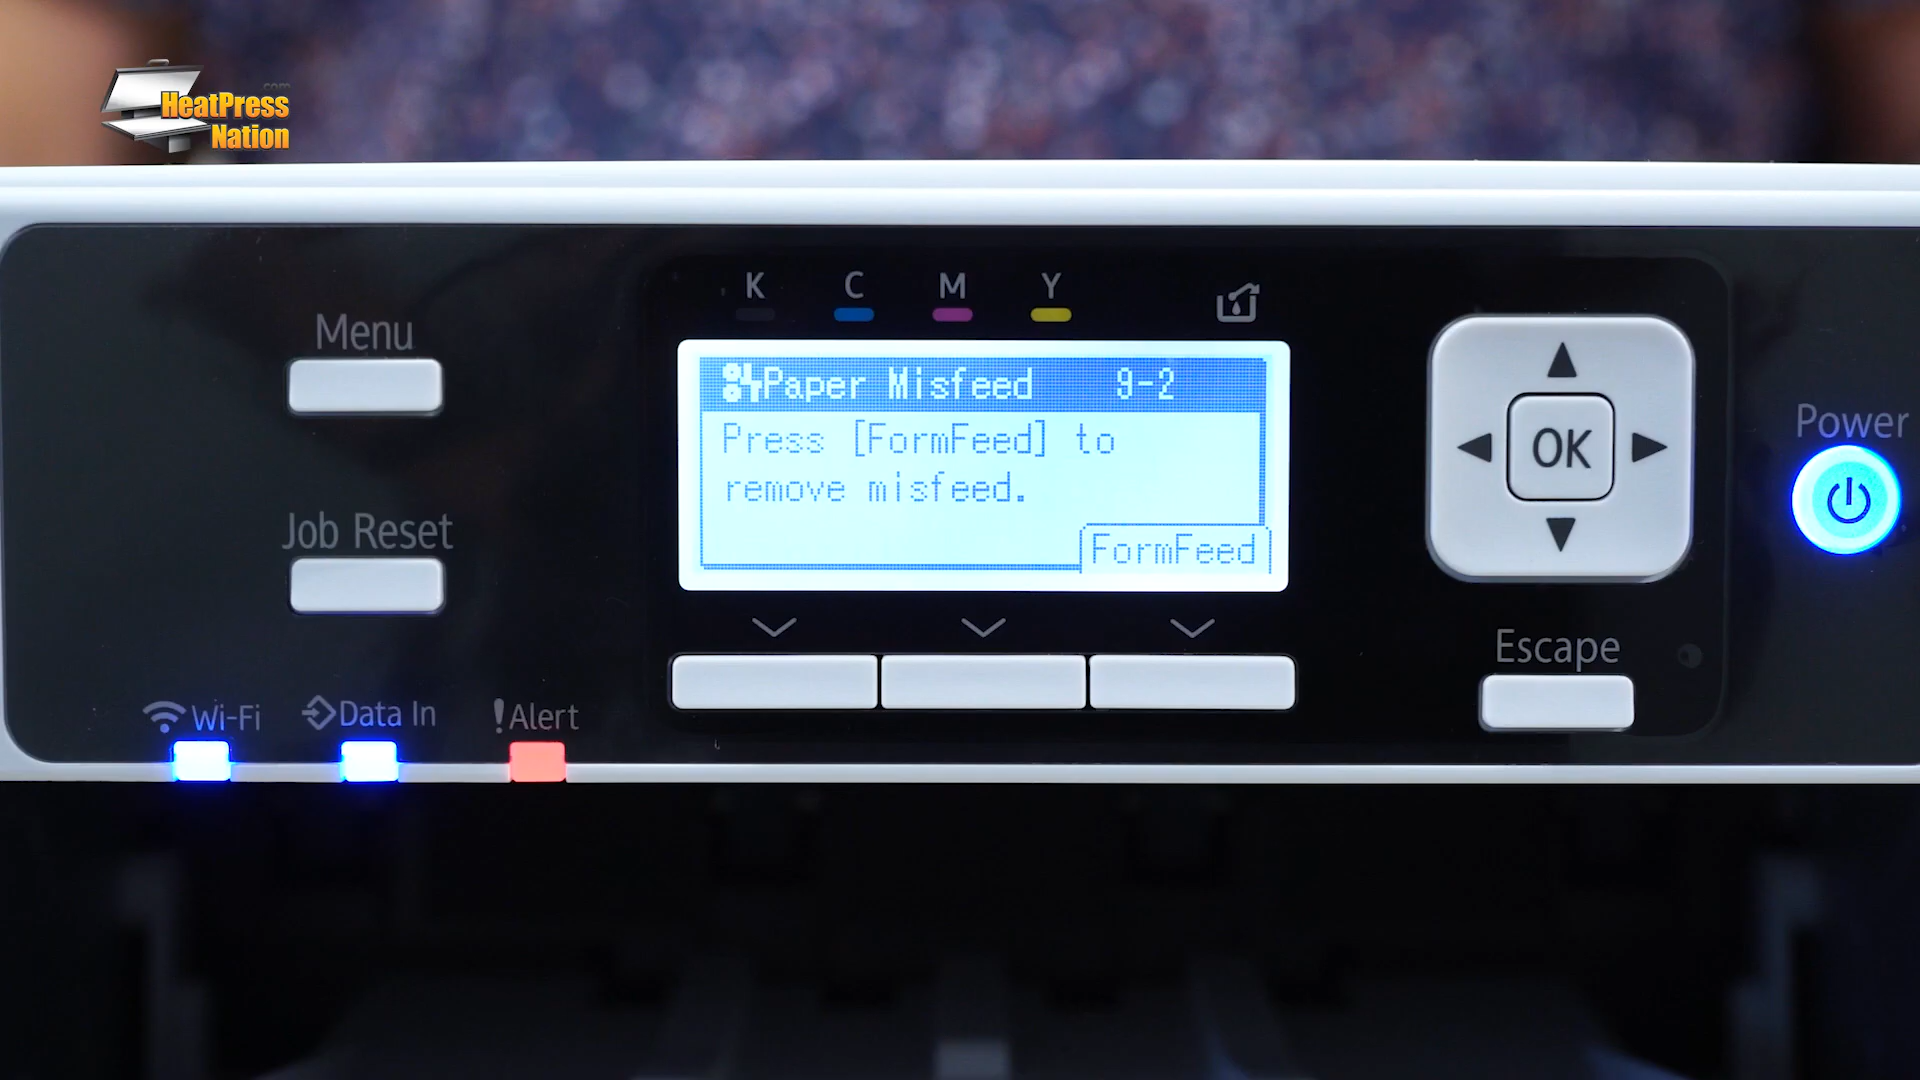 .com
HeatPress
Nation
Menu
Job Reset
Wi-Fi
Data In
!Alert
K C M Y
Paper Misfeed 9-2
Press [FormFeed] to
remove misfeed.
FormFeed
OK
Escape
Power